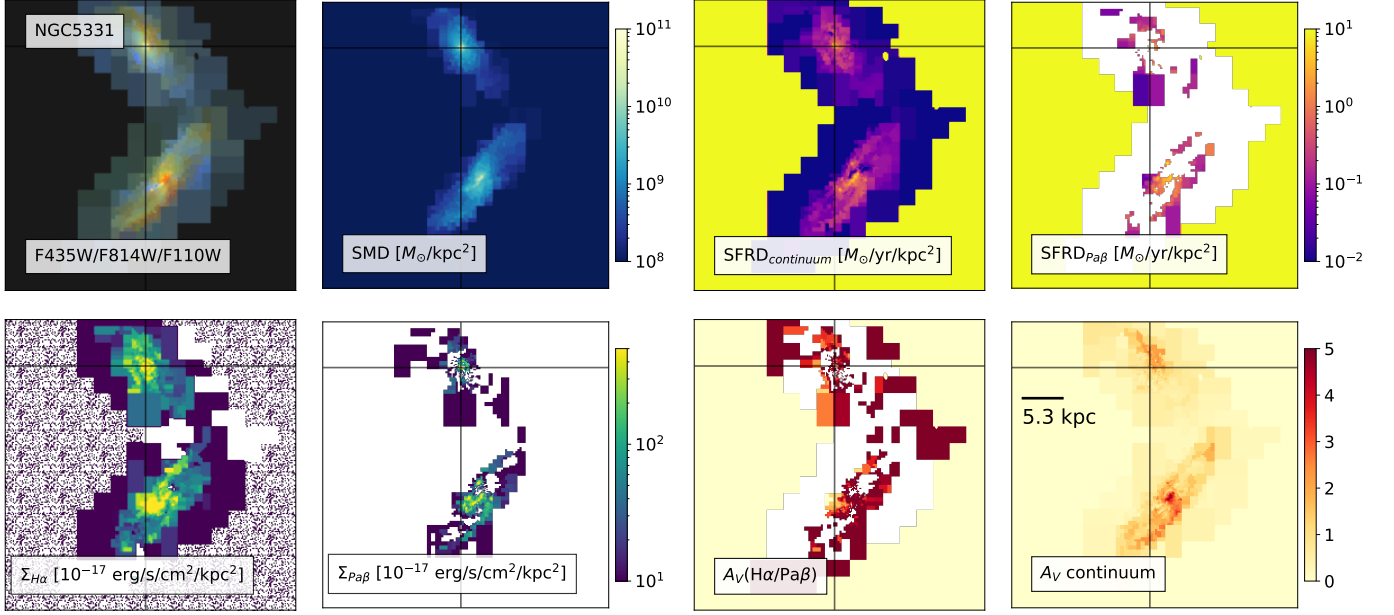 NGC5331
F435W/F814W/F110W
SMD [M⊙/kpc²]
10¹¹
10¹⁰
10⁹
10⁸
SFRD_continuum [M⊙/yr/kpc²]
SFRD_Paβ [M⊙/yr/kpc²]
10¹
10⁰
10⁻¹
10⁻²
Σ_Hα [10⁻¹⁷ erg/s/cm²/kpc²]
Σ_Paβ [10⁻¹⁷ erg/s/cm²/kpc²]
10²
10¹
A_V(Hα/Paβ)
5.3 kpc
A_V continuum
5
4
3
2
1
0